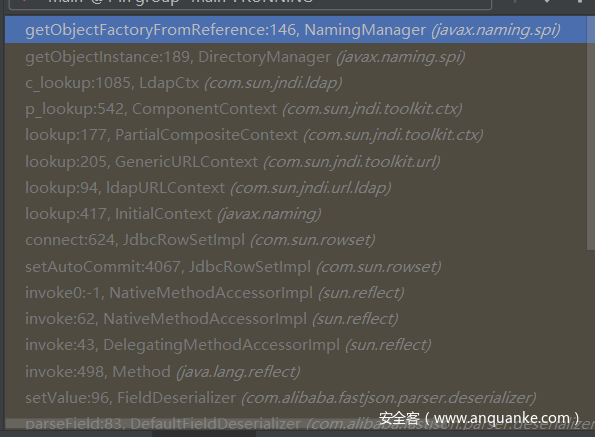 "main"@1 in group "main": RUNNING
getObjectFactoryFromReference:146, NamingManager (javax.naming.spi)
getObjectInstance:189, DirectoryManager (javax.naming.spi)
c_lookup:1085, LdapCtx (com.sun.jndi.ldap)
p_lookup:542, ComponentContext (com.sun.jndi.toolkit.ctx)
lookup:177, PartialCompositeContext (com.sun.jndi.toolkit.ctx)
lookup:205, GenericURLContext (com.sun.jndi.toolkit.url)
lookup:94, ldapURLContext (com.sun.jndi.url.ldap)
lookup:417, InitialContext (javax.naming)
connect:624, JdbcRowSetImpl (com.sun.rowset)
setAutoCommit:4067, JdbcRowSetImpl (com.sun.rowset)
invoke0:-1, NativeMethodAccessorImpl (sun.reflect)
invoke:62, NativeMethodAccessorImpl (sun.reflect)
invoke:43, DelegatingMethodAccessorImpl (sun.reflect)
invoke:498, Method (java.lang.reflect)
setValue:96, FieldDeserializer (com.alibaba.fastjson.parser.deserializer)
parseField:83, DefaultFieldDeserializer (com.alibaba.fastjson.parser.deserializer)
安全客 ( www.anquanke.com )